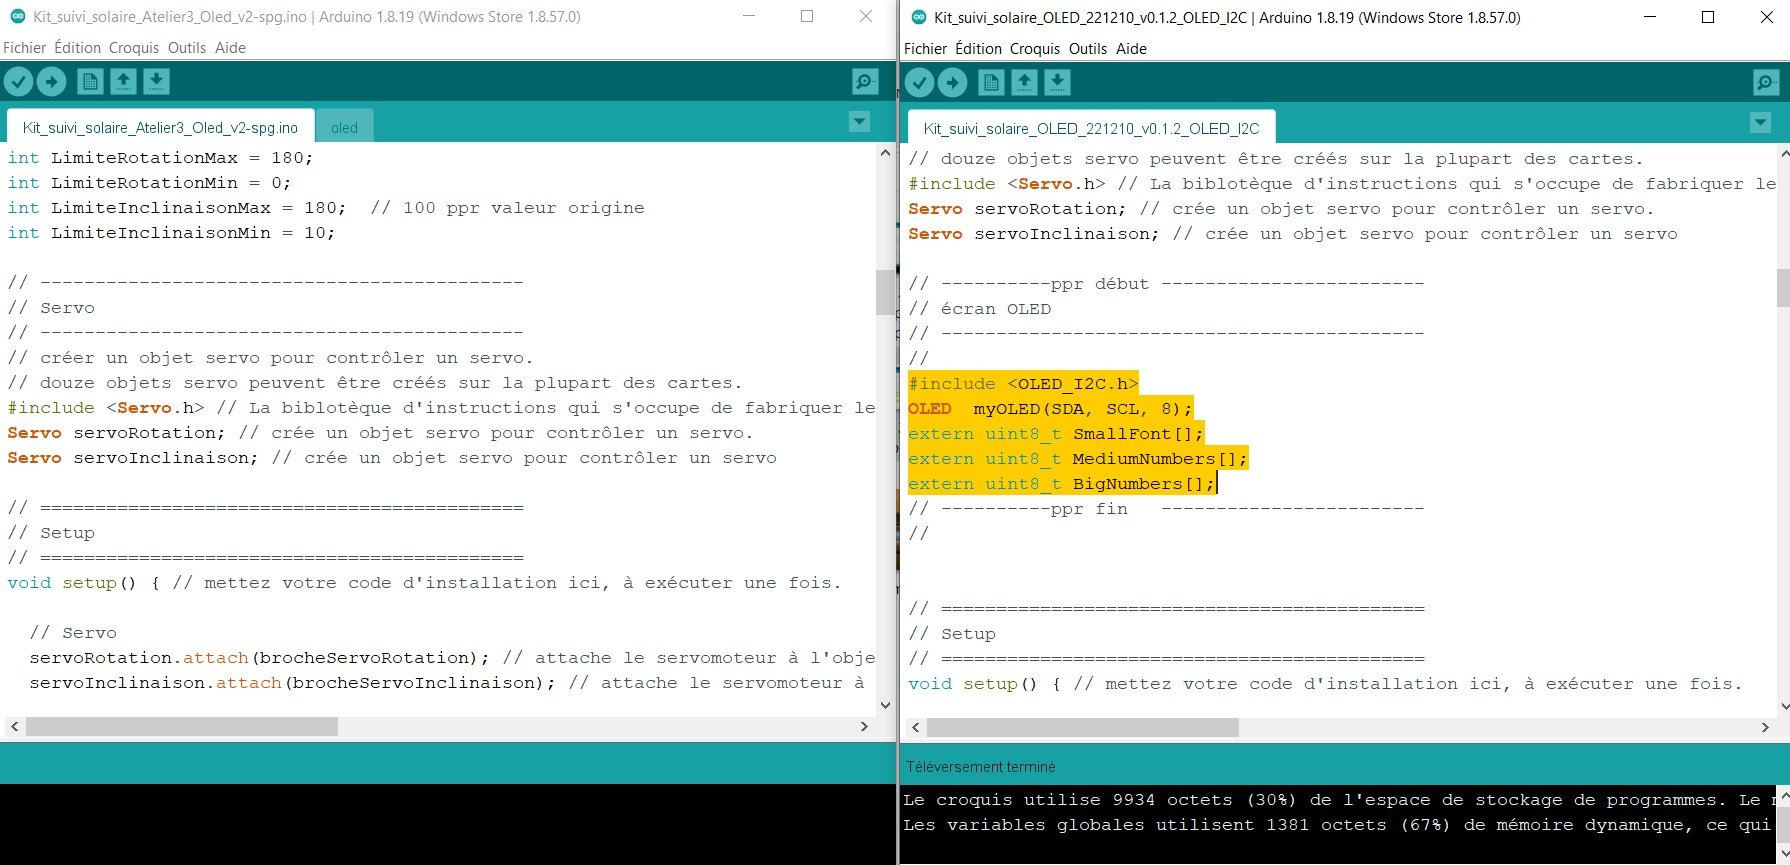 Kit_suivi_solaire_Atelier3_Oled_v2-spg.ino | Arduino 1.8.19 (Windows Store 1.8.57.0)
Fichier Édition Croquis Outils Aide
Kit_suivi_solaire_Atelier3_Oled_v2-spg.ino
oled
int LimiteRotationMax = 180;
int LimiteRotationMin = 0;
int LimiteInclinaisonMax = 180;  // 100 ppr valeur origine
int LimiteInclinaisonMin = 10;
// --------------------------------------------
// Servo
// --------------------------------------------
// créer un objet servo pour contrôler un servo.
// douze objets servo peuvent être créés sur la plupart des cartes.
#include <Servo.h> // La biblotèque d'instructions qui s'occupe de fabriquer le
Servo servoRotation; // crée un objet servo pour contrôler un servo.
Servo servoInclinaison; // crée un objet servo pour contrôler un servo
// ============================================
// Setup
// ============================================
void setup() { // mettez votre code d'installation ici, à exécuter une fois.
// Servo
servoRotation.attach(brocheServoRotation); // attache le servomoteur à l'obje
servoInclinaison.attach(brocheServoInclinaison); // attache le servomoteur à
Kit_suivi_solaire_OLED_221210_v0.1.2_OLED_I2C | Arduino 1.8.19 (Windows Store 1.8.57.0)
Fichier Édition Croquis Outils Aide
Kit_suivi_solaire_OLED_221210_v0.1.2_OLED_I2C
// douze objets servo peuvent être créés sur la plupart des cartes.
#include <Servo.h> // La biblotèque d'instructions qui s'occupe de fabriquer le
Servo servoRotation; // crée un objet servo pour contrôler un servo.
Servo servoInclinaison; // crée un objet servo pour contrôler un servo
// ----------ppr début ------------------------
// écran OLED
// --------------------------------------------
//
#include <OLED_I2C.h>
OLED  myOLED(SDA, SCL, 8);
extern uint8_t SmallFont[];
extern uint8_t MediumNumbers[];
extern uint8_t BigNumbers[];
// ----------ppr fin   ------------------------
//
// ============================================
// Setup
// ============================================
void setup() { // mettez votre code d'installation ici, à exécuter une fois.
Téléversement terminé
Le croquis utilise 9934 octets (30%) de l'espace de stockage de programmes. Le
Les variables globales utilisent 1381 octets (67%) de mémoire dynamique, ce qui